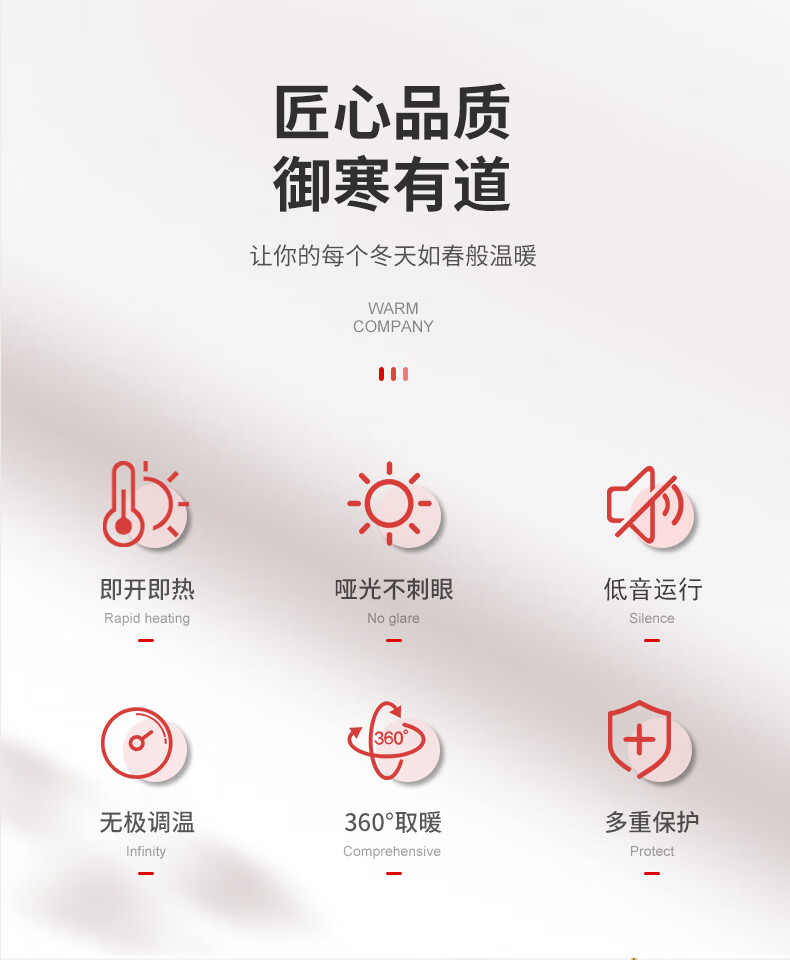 匠心品质
御寒有道
让你的每个冬天如春般温暖
WARM
COMPANY
即开即热
Rapid heating
哑光不刺眼
No glare
低音运行
Silence
360°
无极调温
Infinity
360°取暖
Comprehensive
多重保护
Protect